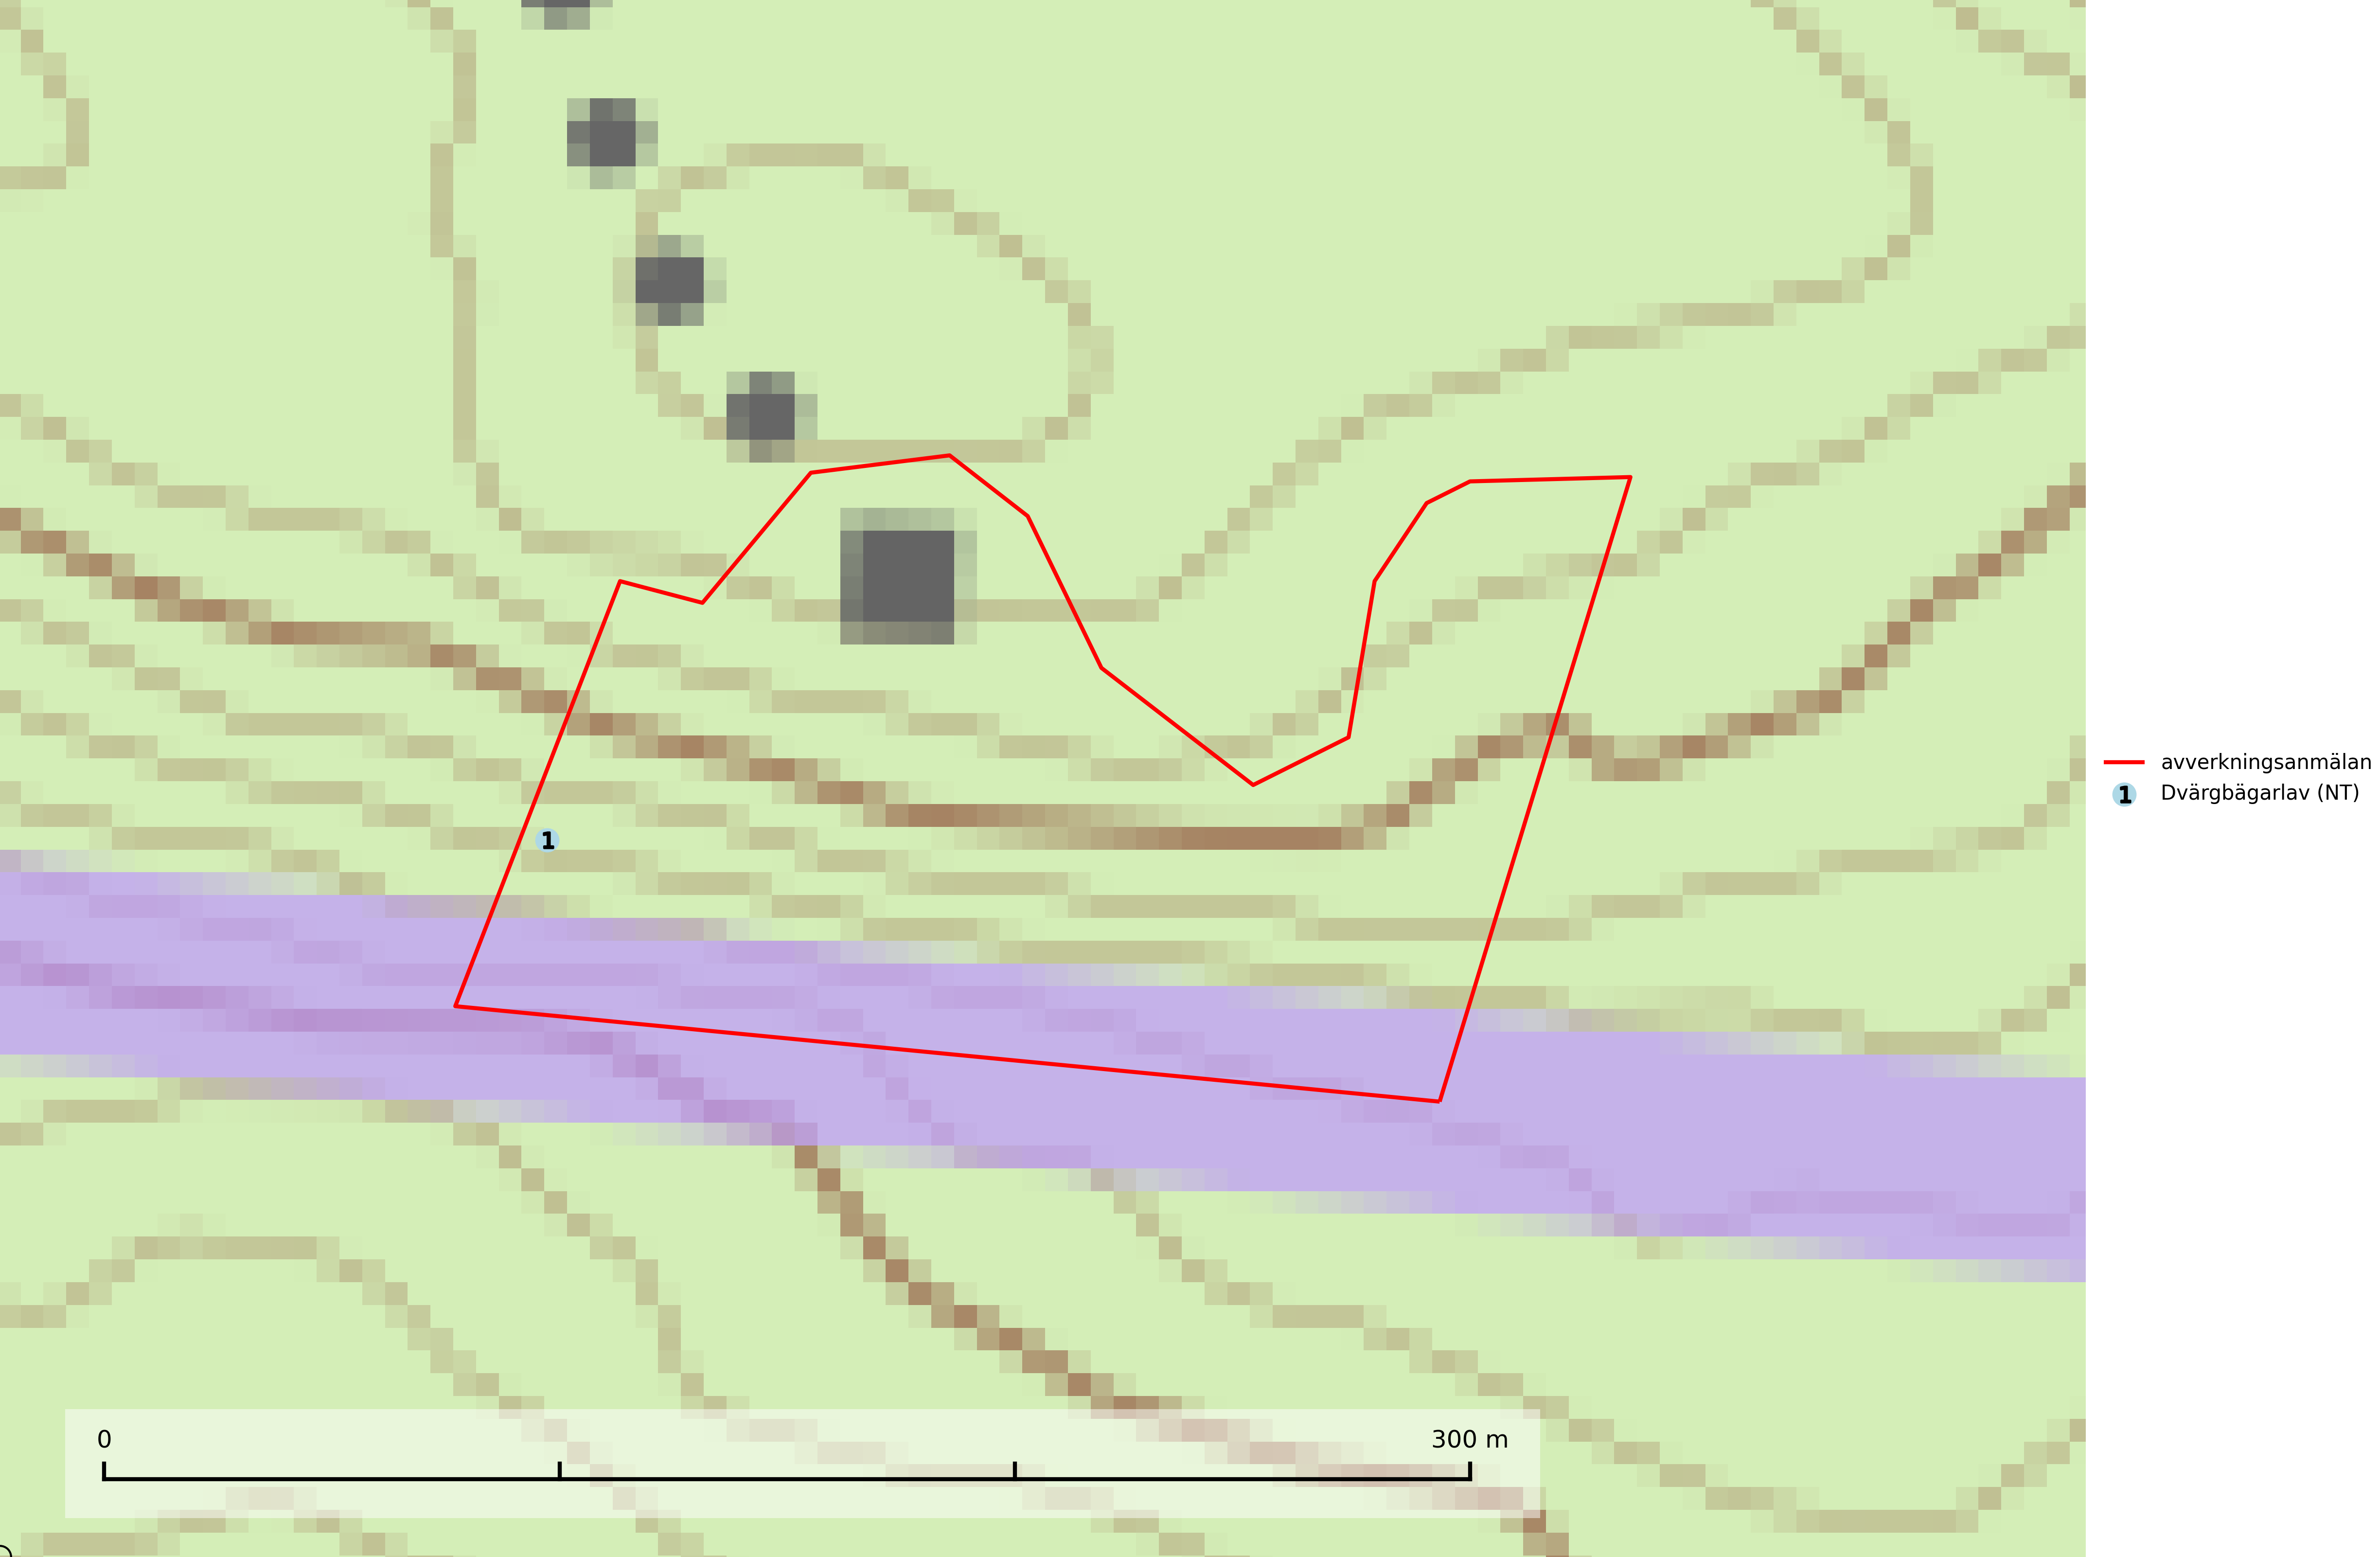 avverkningsanmälan
1 Dvärgbägarlav (NT)
1
0 300 m